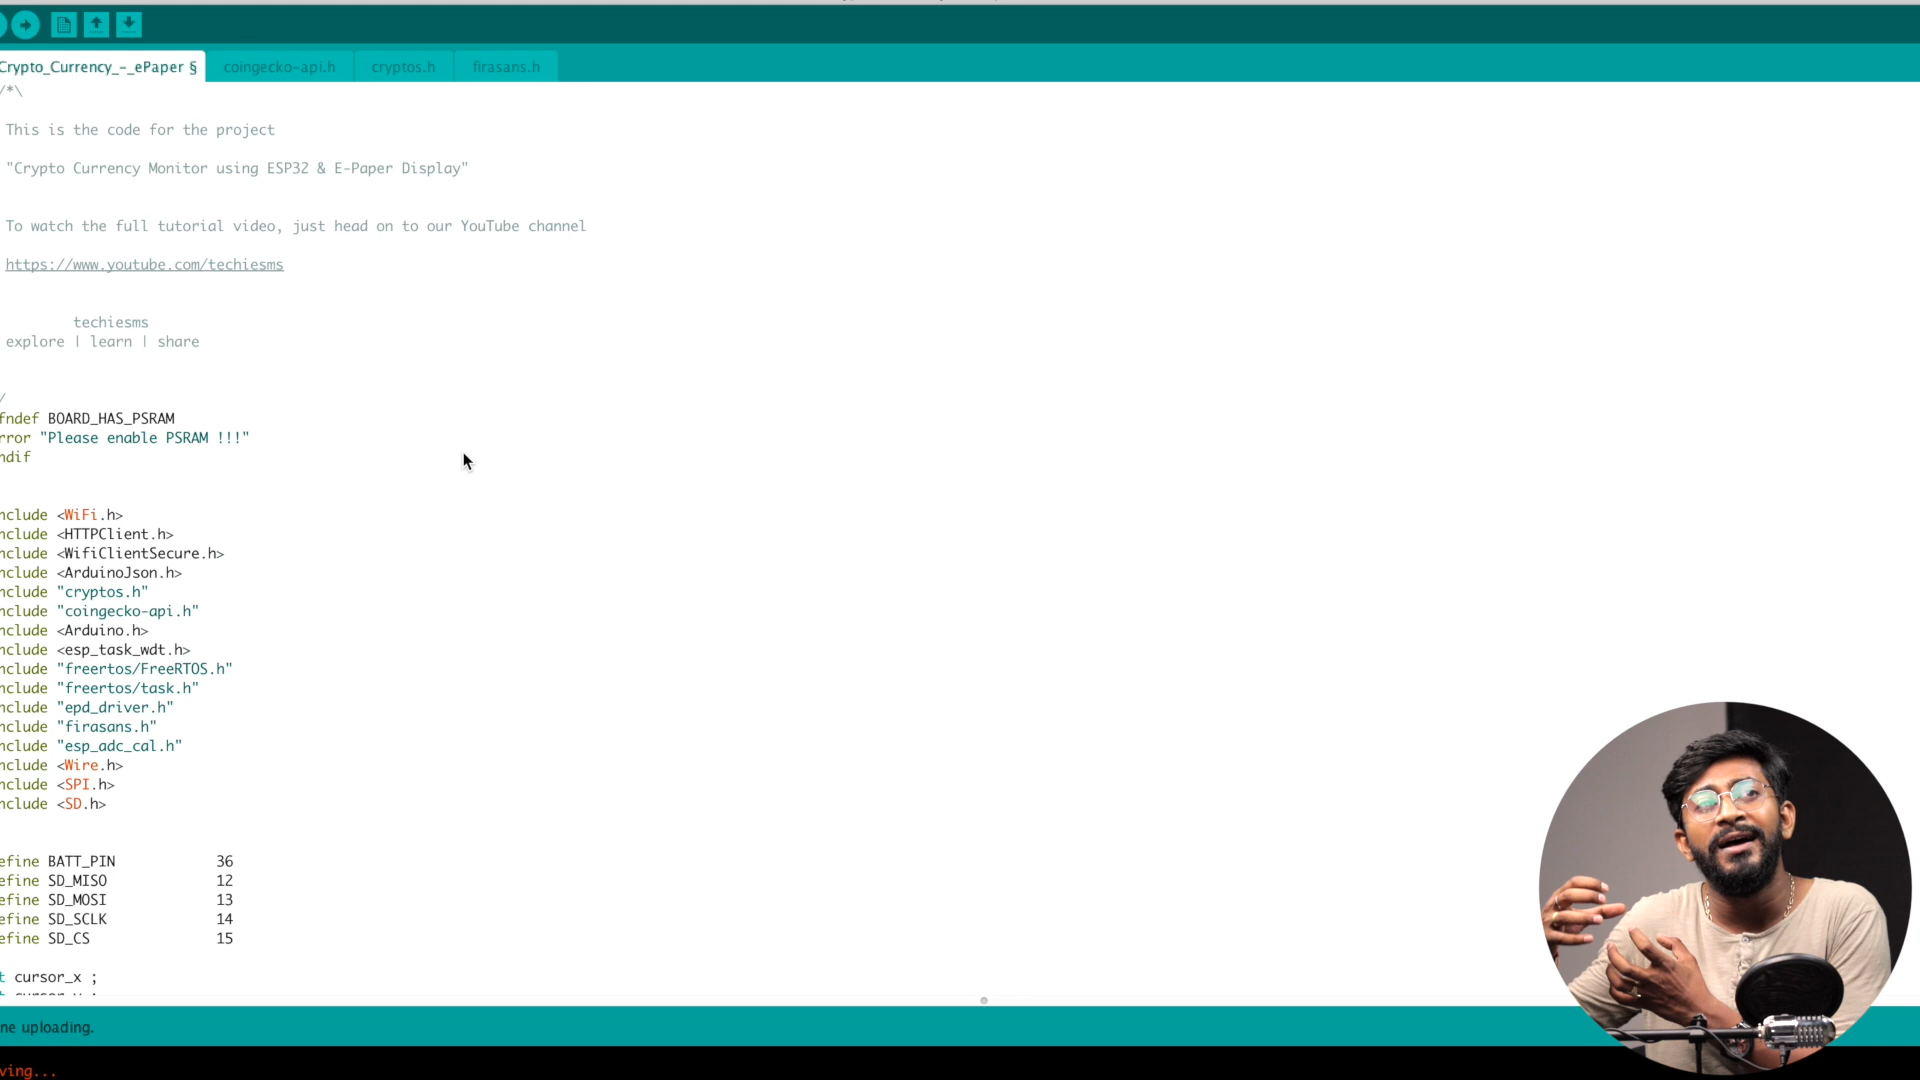 Crypto_Currency_-_ePaper § coingecko-api.h cryptos.h firasans.h
/*\
This is the code for the project
"Crypto Currency Monitor using ESP32 & E-Paper Display"
To watch the full tutorial video, just head on to our YouTube channel
https://www.youtube.com/techiesms
techiesms
explore | learn | share
/
fndef BOARD_HAS_PSRAM
rror "Please enable PSRAM !!!"
ndif
nclude <WiFi.h>
nclude <HTTPClient.h>
nclude <WifiClientSecure.h>
nclude <ArduinoJson.h>
nclude "cryptos.h"
nclude "coingecko-api.h"
nclude <Arduino.h>
nclude <esp_task_wdt.h>
nclude "freertos/FreeRTOS.h"
nclude "freertos/task.h"
nclude "epd_driver.h"
nclude "firasans.h"
nclude "esp_adc_cal.h"
nclude <Wire.h>
nclude <SPI.h>
nclude <SD.h>
efine BATT_PIN 36
efine SD_MISO 12
efine SD_MOSI 13
efine SD_SCLK 14
efine SD_CS 15
t cursor_x ;
ne uploading.
ving...